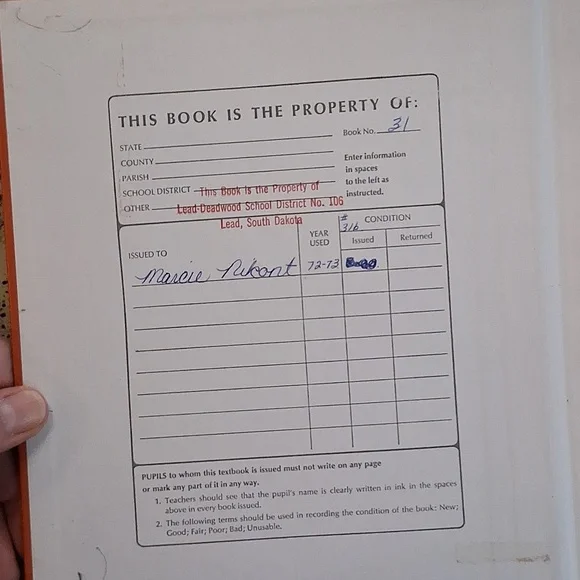 THIS BOOK IS THE PROPERTY OF:
STATE
Book No. 31
COUNTY
PARISH
SCHOOL DISTRICT
OTHER
Enter information
in spaces
to the left as
instructed.
This Book Is the Property of
Lead-Deadwood School District No. 106
Lead, South Dakota
ISSUED TO
YEAR
USED
CONDITION
# 316
Issued
Returned
Marcie 72-73
PUPILS to whom this textbook is issued must not write on any page
or mark any part of it in any way.
1. Teachers should see that the pupil's name is clearly written in ink in the spaces
above in every book issued.
2. The following terms should be used in recording the condition of the book: New;
Good; Fair; Poor; Bad; Unusable.